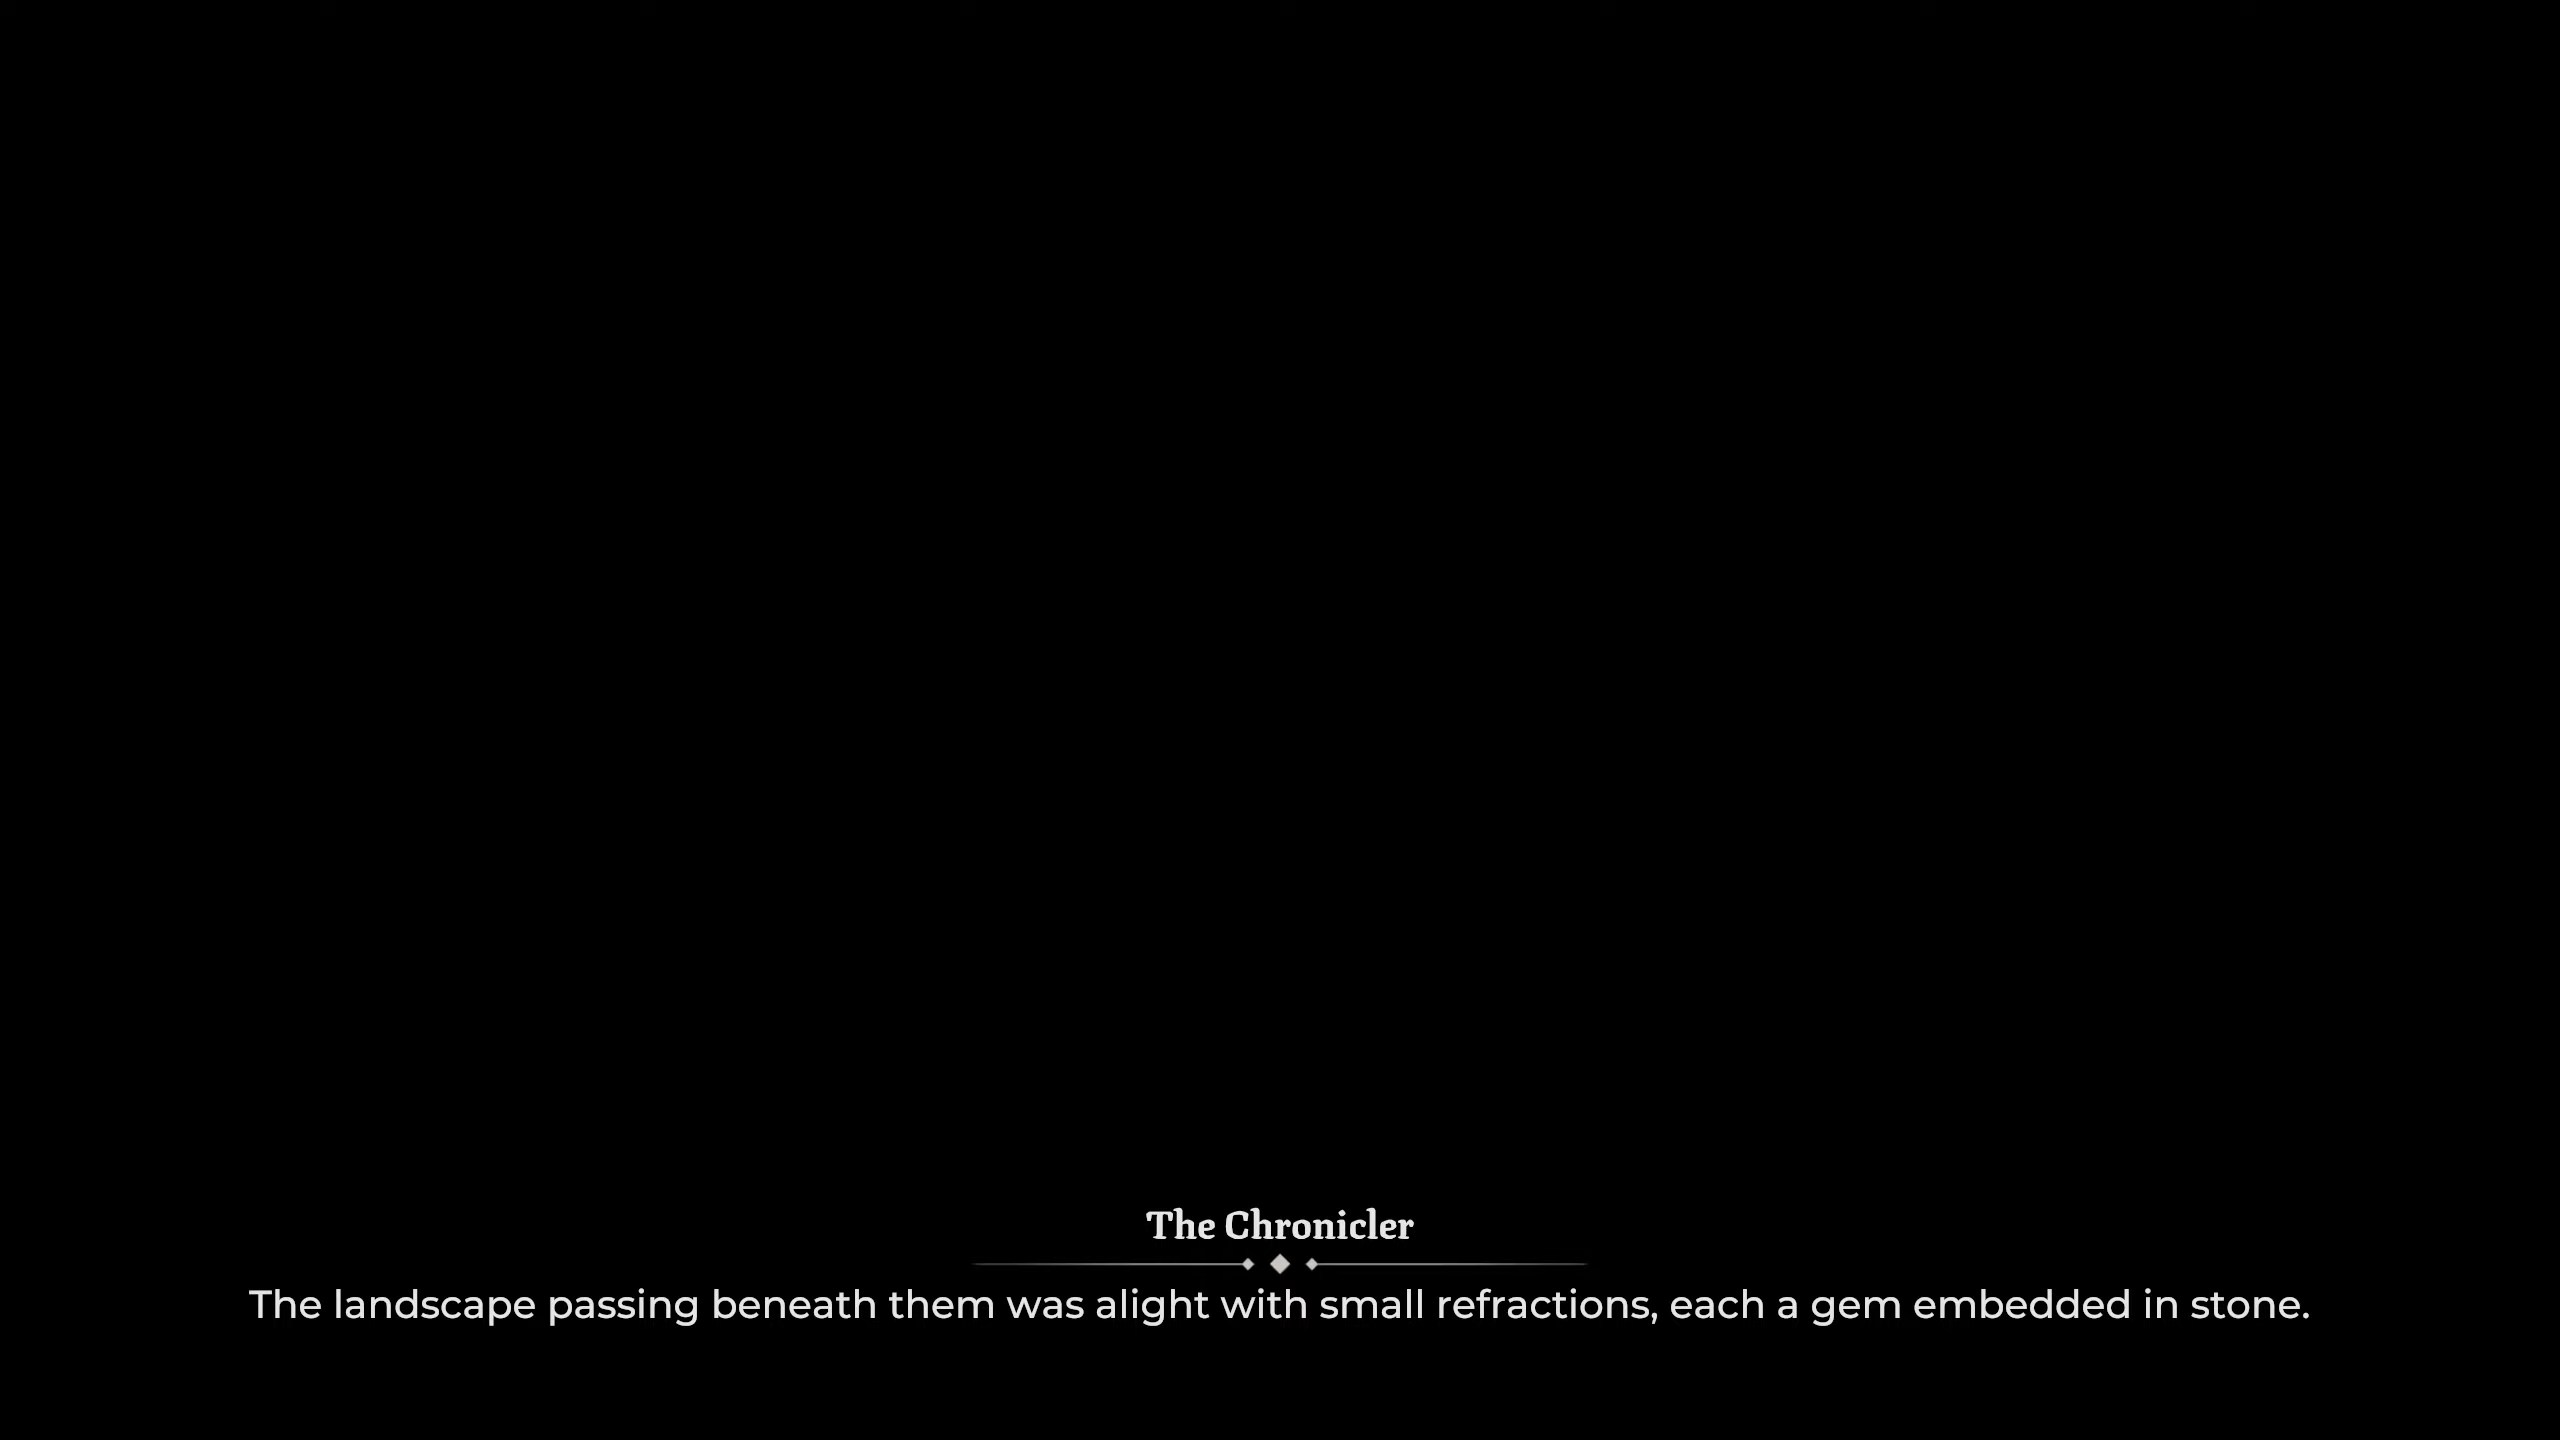 The Chronicler
The landscape passing beneath them was alight with small refractions, each a gem embedded in stone.